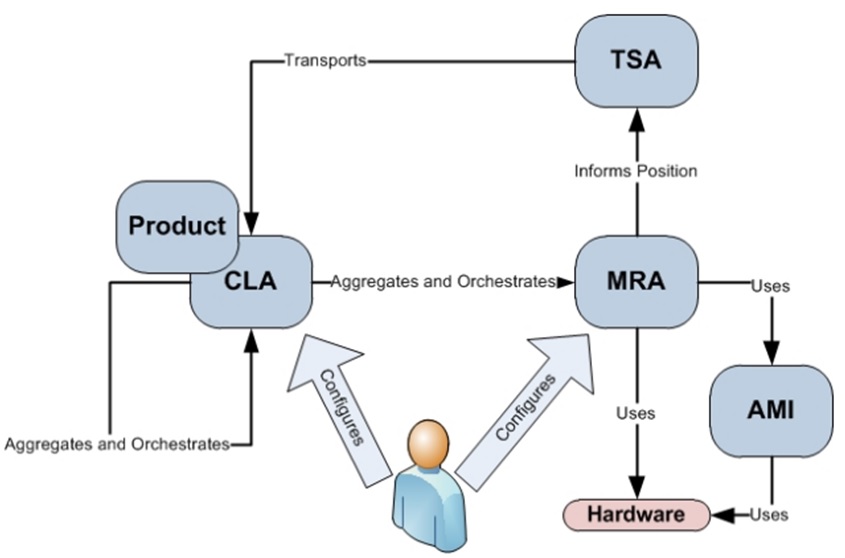 TSA
Transports
Informs Position
Product
CLA
Aggregates and Orchestrates
MRA
Uses
Configures
Configures
Uses
AMI
Aggregates and Orchestrates
Hardware
Uses